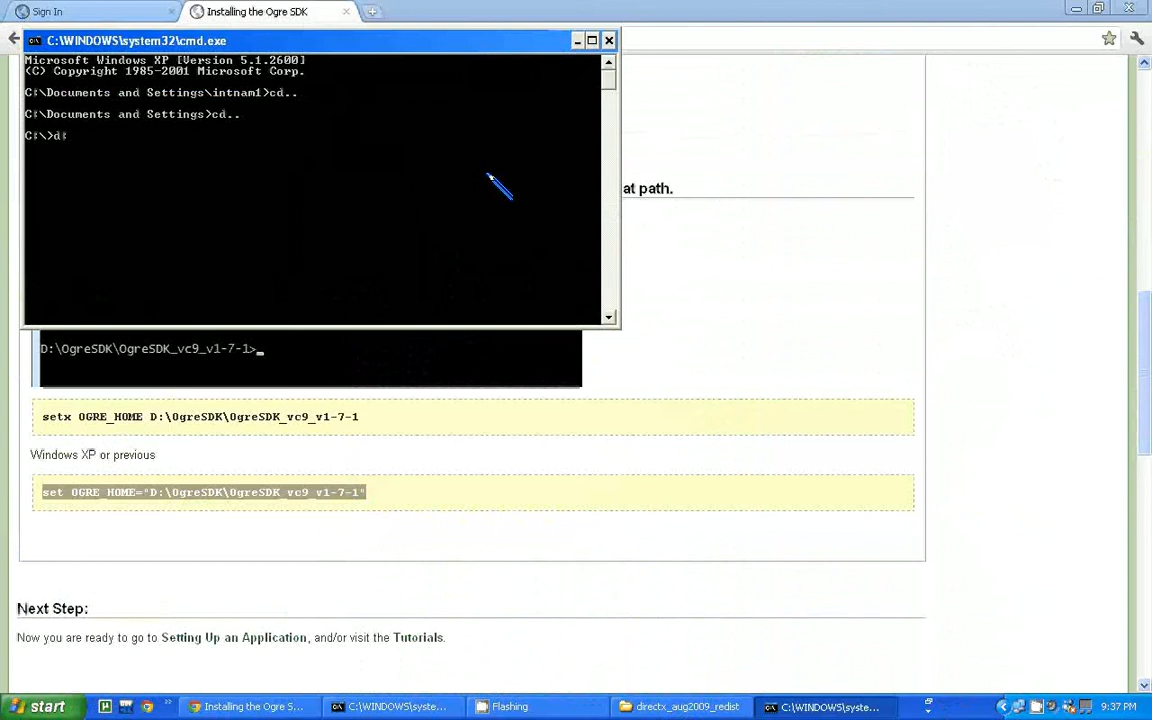 Sign In
Installing the Ogre SDK
C:\WINDOWS\system32\cmd.exe
Microsoft Windows XP [Version 5.1.2600]
(C) Copyright 1985-2001 Microsoft Corp.
C:\Documents and Settings\intnam1>cd..
C:\Documents and Settings>cd..
C:\>d:
at path.
D:\OgreSDK\OgreSDK_vc9_v1-7-1>_
setx OGRE_HOME D:\OgreSDK\OgreSDK_vc9_v1-7-1
Windows XP or previous
set OGRE_HOME="D:\OgreSDK\OgreSDK_vc9_v1-7-1"
Next Step:
Now you are ready to go to Setting Up an Application, and/or visit the Tutorials.
start
Installing the Ogre S...
C:\WINDOWS\syste...
Flashing
directx_aug2009_redist
C:\WINDOWS\syste...
9:37 PM